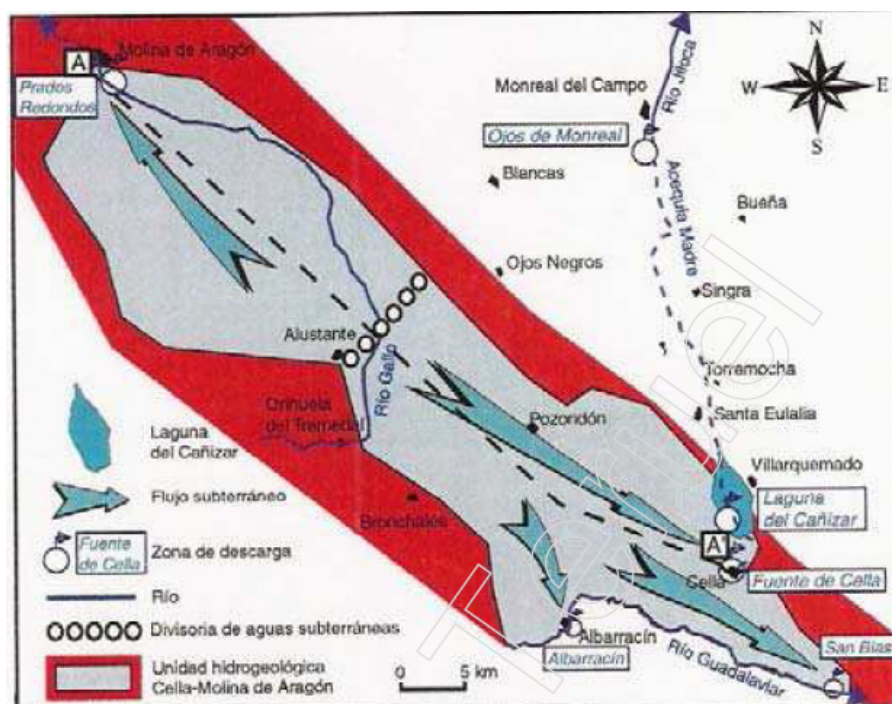 N
W
E
S
A
Molina de Aragón
Prados
Redondos
Monreal del Campo
Río Jiloca
Ojos de Monreal
Acequia Madre
Blancas
Bueña
Ojos Negros
Singra
Alustante
Río Gallo
Torremocha
Orihuela
del Tremedal
Pozondón
Santa Eulalia
Laguna
del Cañizar
Villarquemado
Bronchales
Laguna
del Cañizar
Flujo subterráneo
A'
Fuente
de Cella
Zona de descarga
Cella
Fuente de Cella
Río
Divisoria de aguas subterráneas
Albarracín
Albarracín
Río Guadalaviar
San Blas
Unidad hidrogeológica
Cella-Molina de Aragón
0
5 km
Teruel